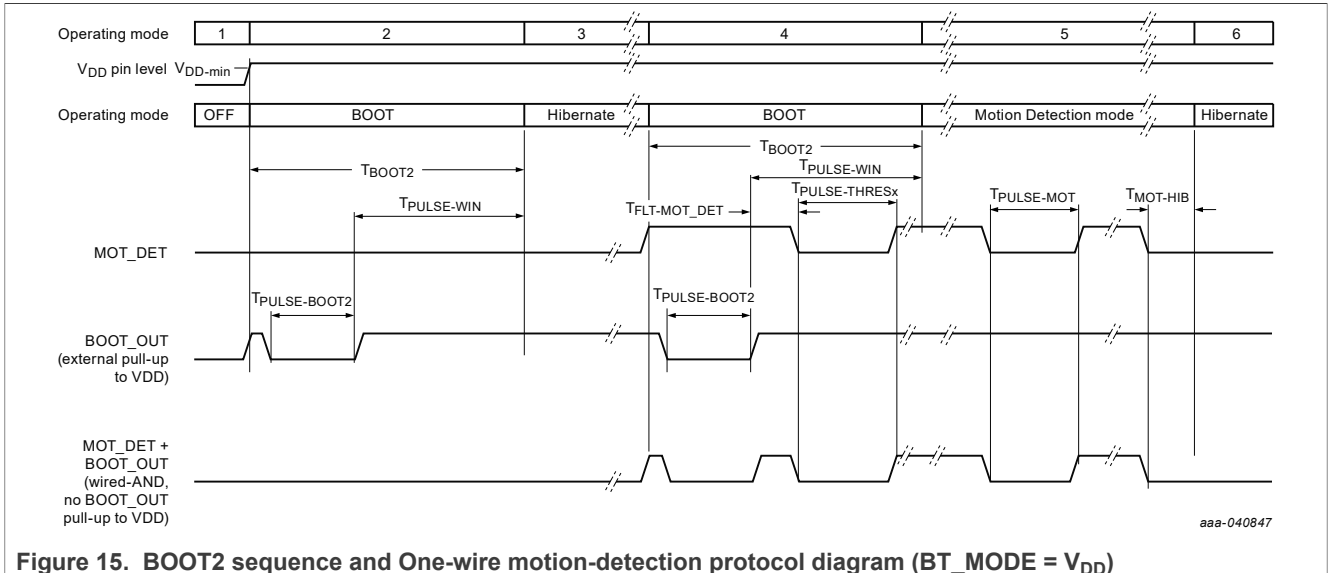 Operating mode 1 2 3 4 5 6
VDD pin level VDD-min
Operating mode OFF BOOT Hibernate BOOT Motion Detection mode Hibernate
TBOOT2 TBOOT2
TPULSE-WIN TPULSE-WIN
TFLT-MOT_DET TPULSE-THRESx TPULSE-MOT TMOT-HIB
MOT_DET
TPULSE-BOOT2 TPULSE-BOOT2
BOOT_OUT
(external pull-up
to VDD)
MOT_DET +
BOOT_OUT
(wired-AND,
no BOOT_OUT
pull-up to VDD)
aaa-040847
Figure 15. BOOT2 sequence and One-wire motion-detection protocol diagram (BT_MODE = VDD)